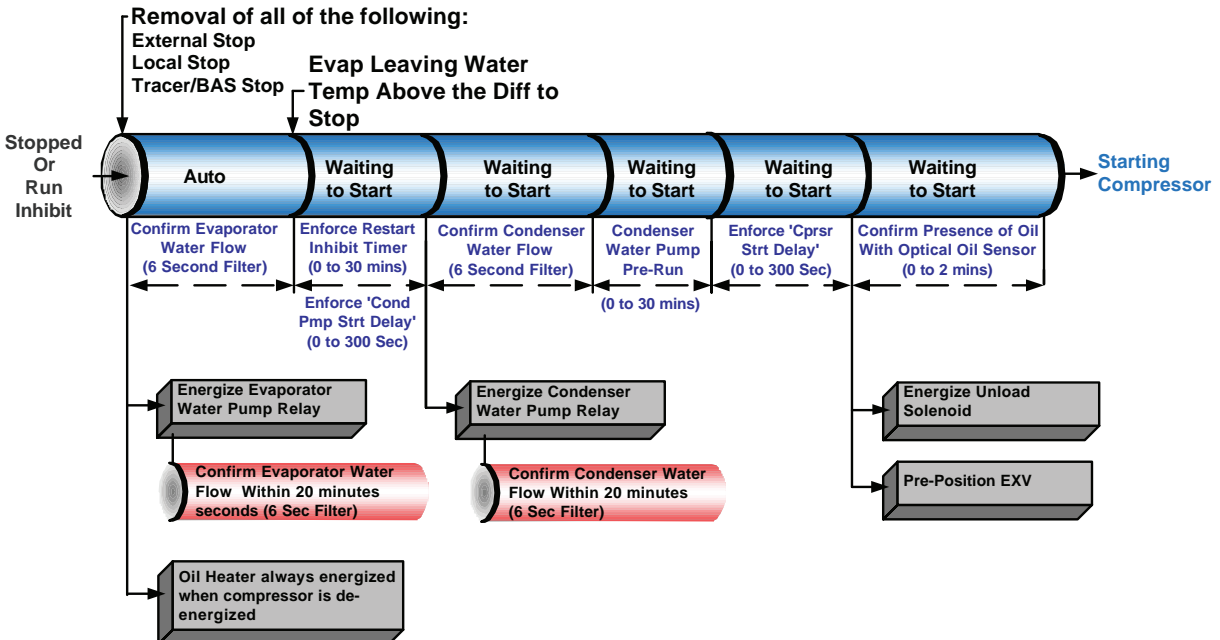 Removal of all of the following:
External Stop
Local Stop
Tracer/BAS Stop
Evap Leaving Water
Temp Above the Diff to
Stop
Stopped
Or
Run
Inhibit
Auto
Waiting
to Start
Waiting
to Start
Waiting
to Start
Waiting
to Start
Waiting
to Start
Starting
Compressor
Confirm Evaporator
Water Flow
(6 Second Filter)
Enforce Restart
Inhibit Timer
(0 to 30 mins)
Enforce 'Cond
Pmp Strt Delay'
(0 to 300 Sec)
Confirm Condenser
Water Flow
(6 Second Filter)
Condenser
Water Pump
Pre-Run
(0 to 30 mins)
Enforce 'Cprsr
Strt Delay'
(0 to 300 Sec)
Confirm Presence of Oil
With Optical Oil Sensor
(0 to 2 mins)
Energize Evaporator
Water Pump Relay
Confirm Evaporator Water
Flow Within 20 minutes
seconds (6 Sec Filter)
Oil Heater always energized
when compressor is de-
energized
Energize Condenser
Water Pump Relay
Confirm Condenser Water
Flow Within 20 minutes
(6 Sec Filter)
Energize Unload
Solenoid
Pre-Position EXV